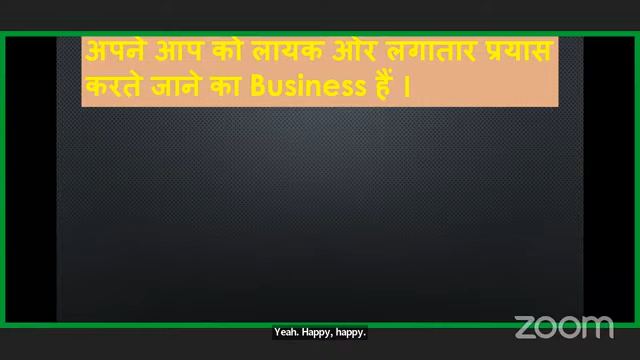 अपने आप को लायक ओर लगातार प्रयास
करते जाने का Business हैं ।
zoom
Yeah. Happy, happy.